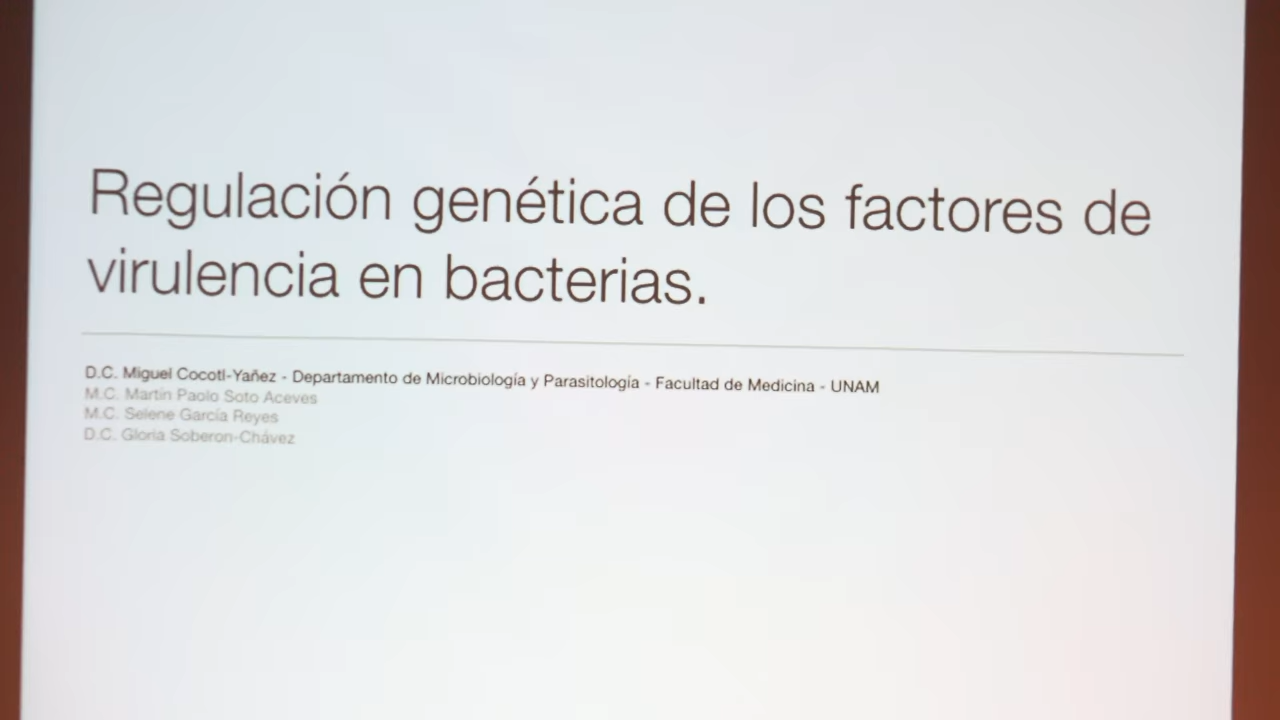 Regulación genética de los factores de
virulencia en bacterias.
D.C. Miguel Cocotl-Yañez - Departamento de Microbiología y Parasitología - Facultad de Medicina - UNAM
M.C. Martín Paolo Soto Aceves
M.C. Selene García Reyes
D.C. Gloria Soberon-Chávez